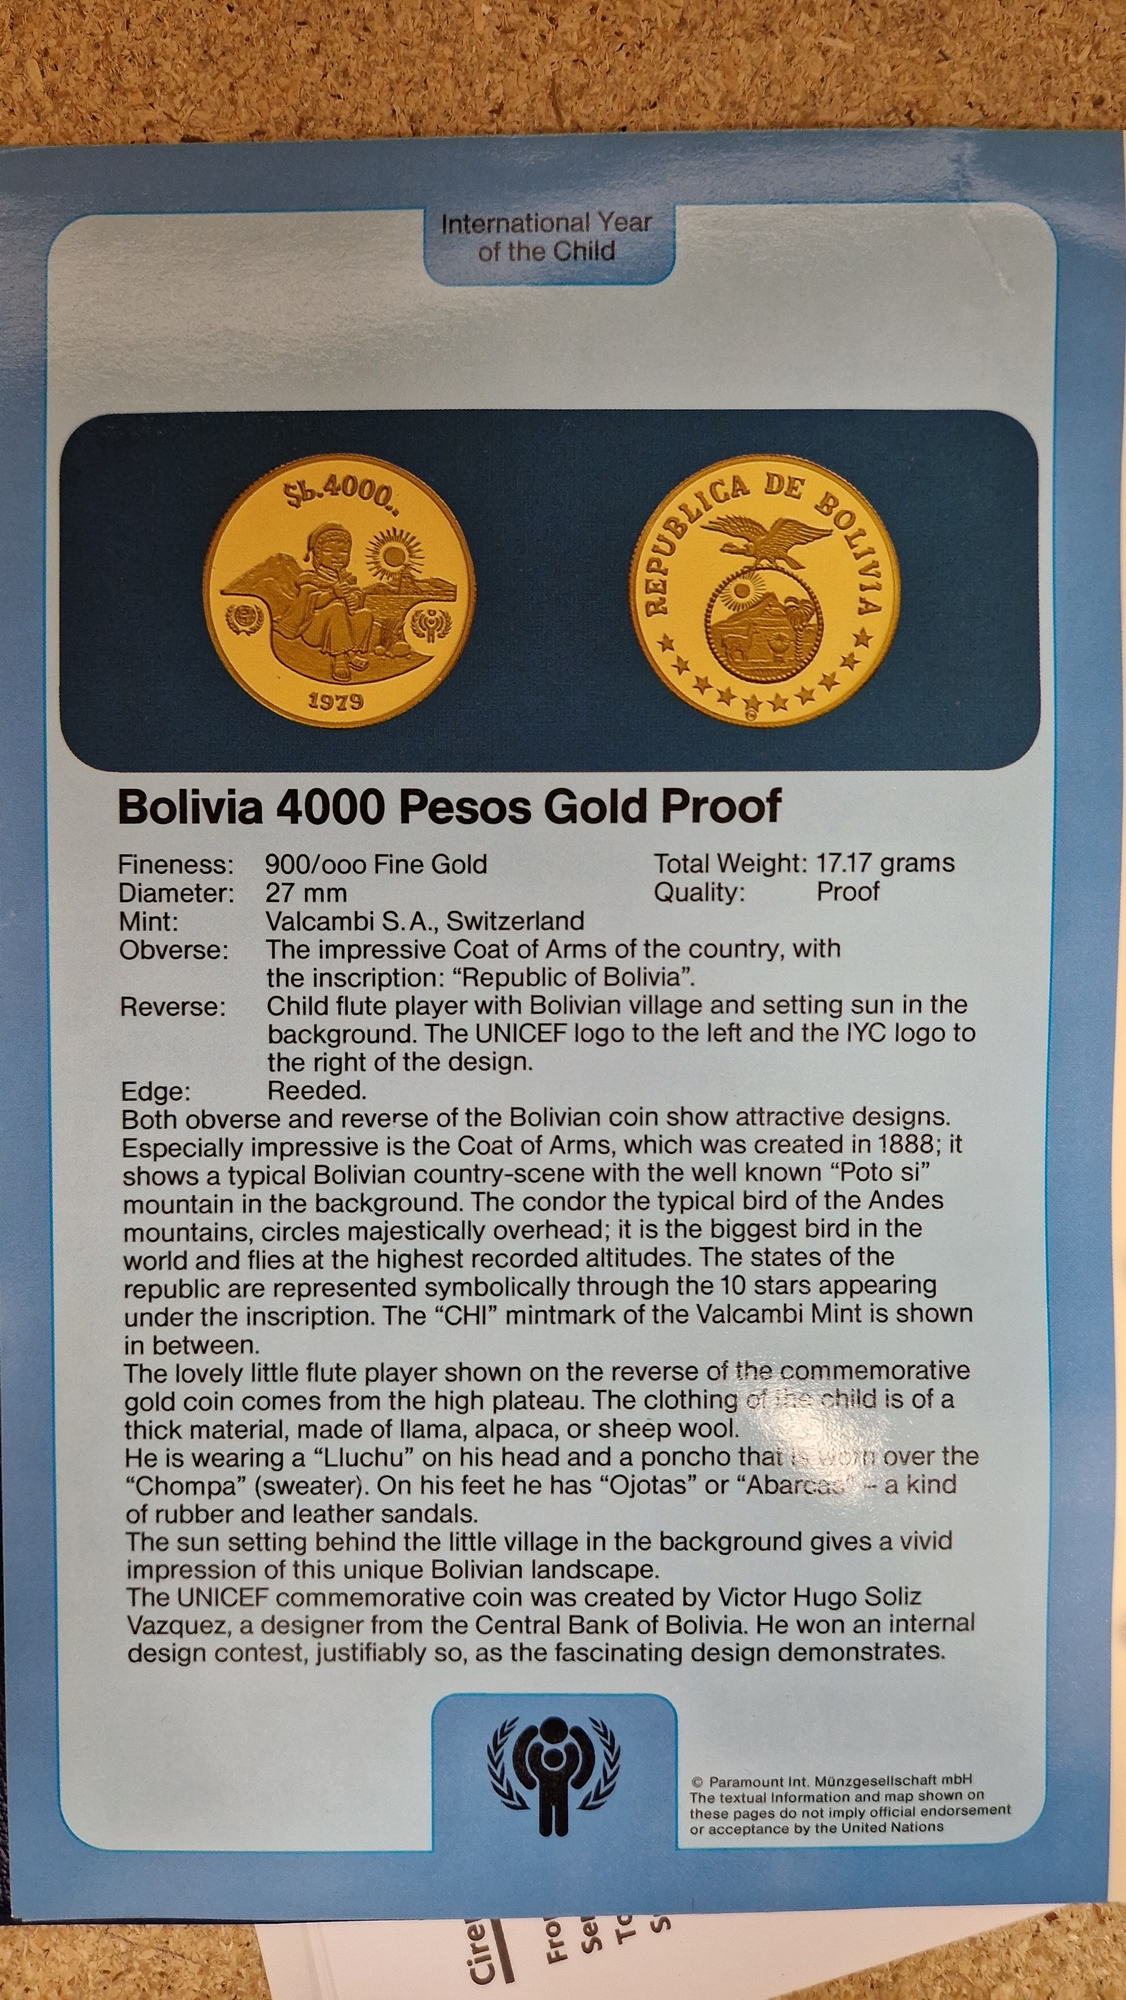 International Year
of the Child
$b.4000..
1979
REPUBLICA DE BOLIVIA
Bolivia 4000 Pesos Gold Proof
Fineness: 900/ooo Fine Gold Total Weight: 17.17 grams
Diameter: 27 mm Quality: Proof
Mint: Valcambi S.A., Switzerland
Obverse: The impressive Coat of Arms of the country, with
the inscription: “Republic of Bolivia”.
Reverse: Child flute player with Bolivian village and setting sun in the
background. The UNICEF logo to the left and the IYC logo to
the right of the design.
Edge: Reeded.
Both obverse and reverse of the Bolivian coin show attractive designs.
Especially impressive is the Coat of Arms, which was created in 1888; it
shows a typical Bolivian country-scene with the well known “Poto si”
mountain in the background. The condor the typical bird of the Andes
mountains, circles majestically overhead; it is the biggest bird in the
world and flies at the highest recorded altitudes. The states of the
republic are represented symbolically through the 10 stars appearing
under the inscription. The “CHI” mintmark of the Valcambi Mint is shown
in between.
The lovely little flute player shown on the reverse of the commemorative
gold coin comes from the high plateau. The clothing of the child is of a
thick material, made of llama, alpaca, or sheep wool.
He is wearing a “Lluchu” on his head and a poncho that is worn over the
“Chompa” (sweater). On his feet he has “Ojotas” or “Abarcas” – a kind
of rubber and leather sandals.
The sun setting behind the little village in the background gives a vivid
impression of this unique Bolivian landscape.
The UNICEF commemorative coin was created by Victor Hugo Soliz
Vazquez, a designer from the Central Bank of Bolivia. He won an internal
design contest, justifiably so, as the fascinating design demonstrates.
© Paramount Int. Münzgesellschaft mbH
The textual Information and map shown on
these pages do not imply official endorsement
or acceptance by the United Nations